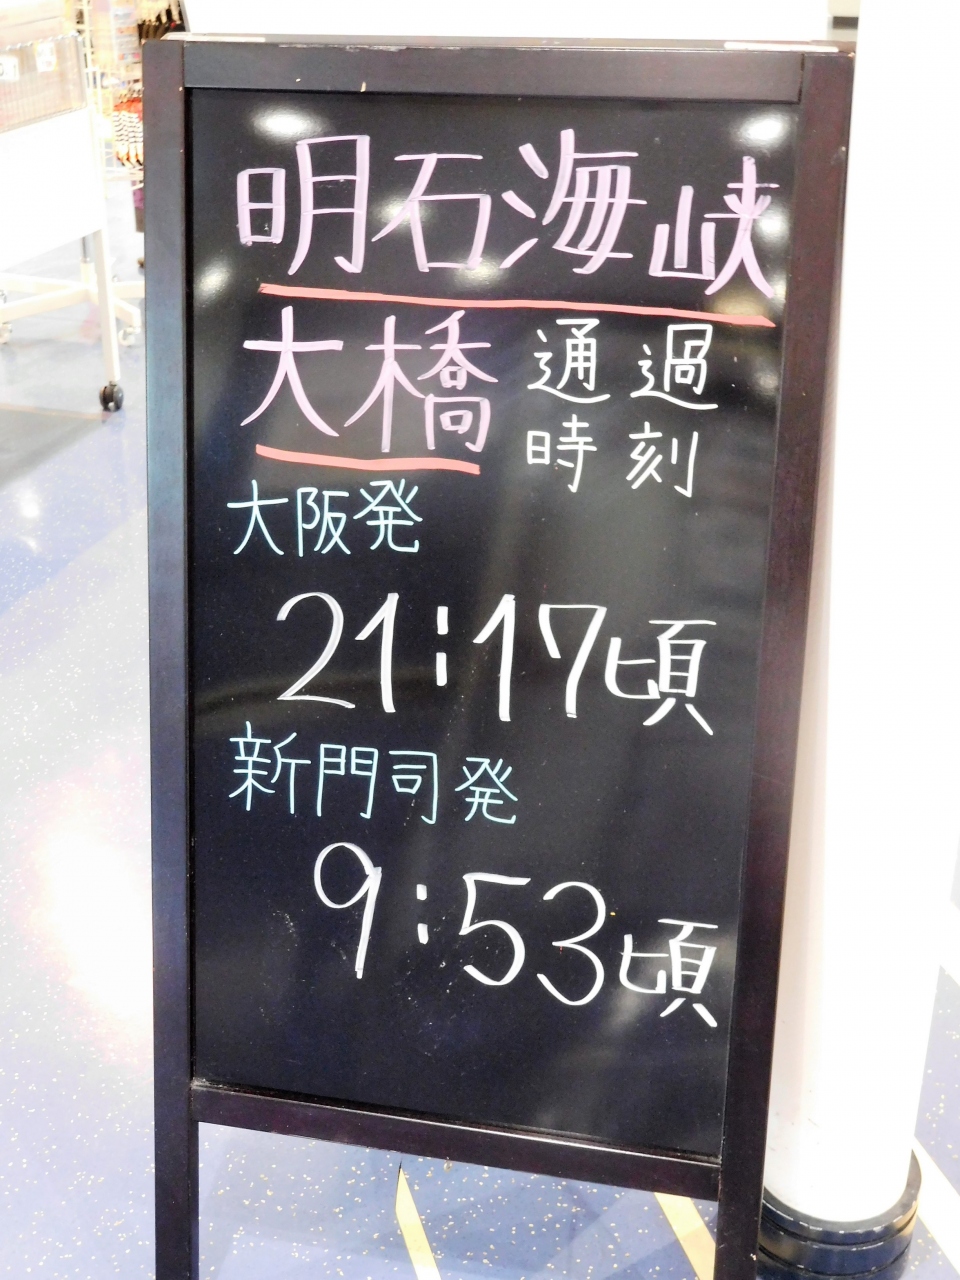 明石海峡
大橋 通過
時刻
大阪発
21:17頃
新門司発
9:53頃